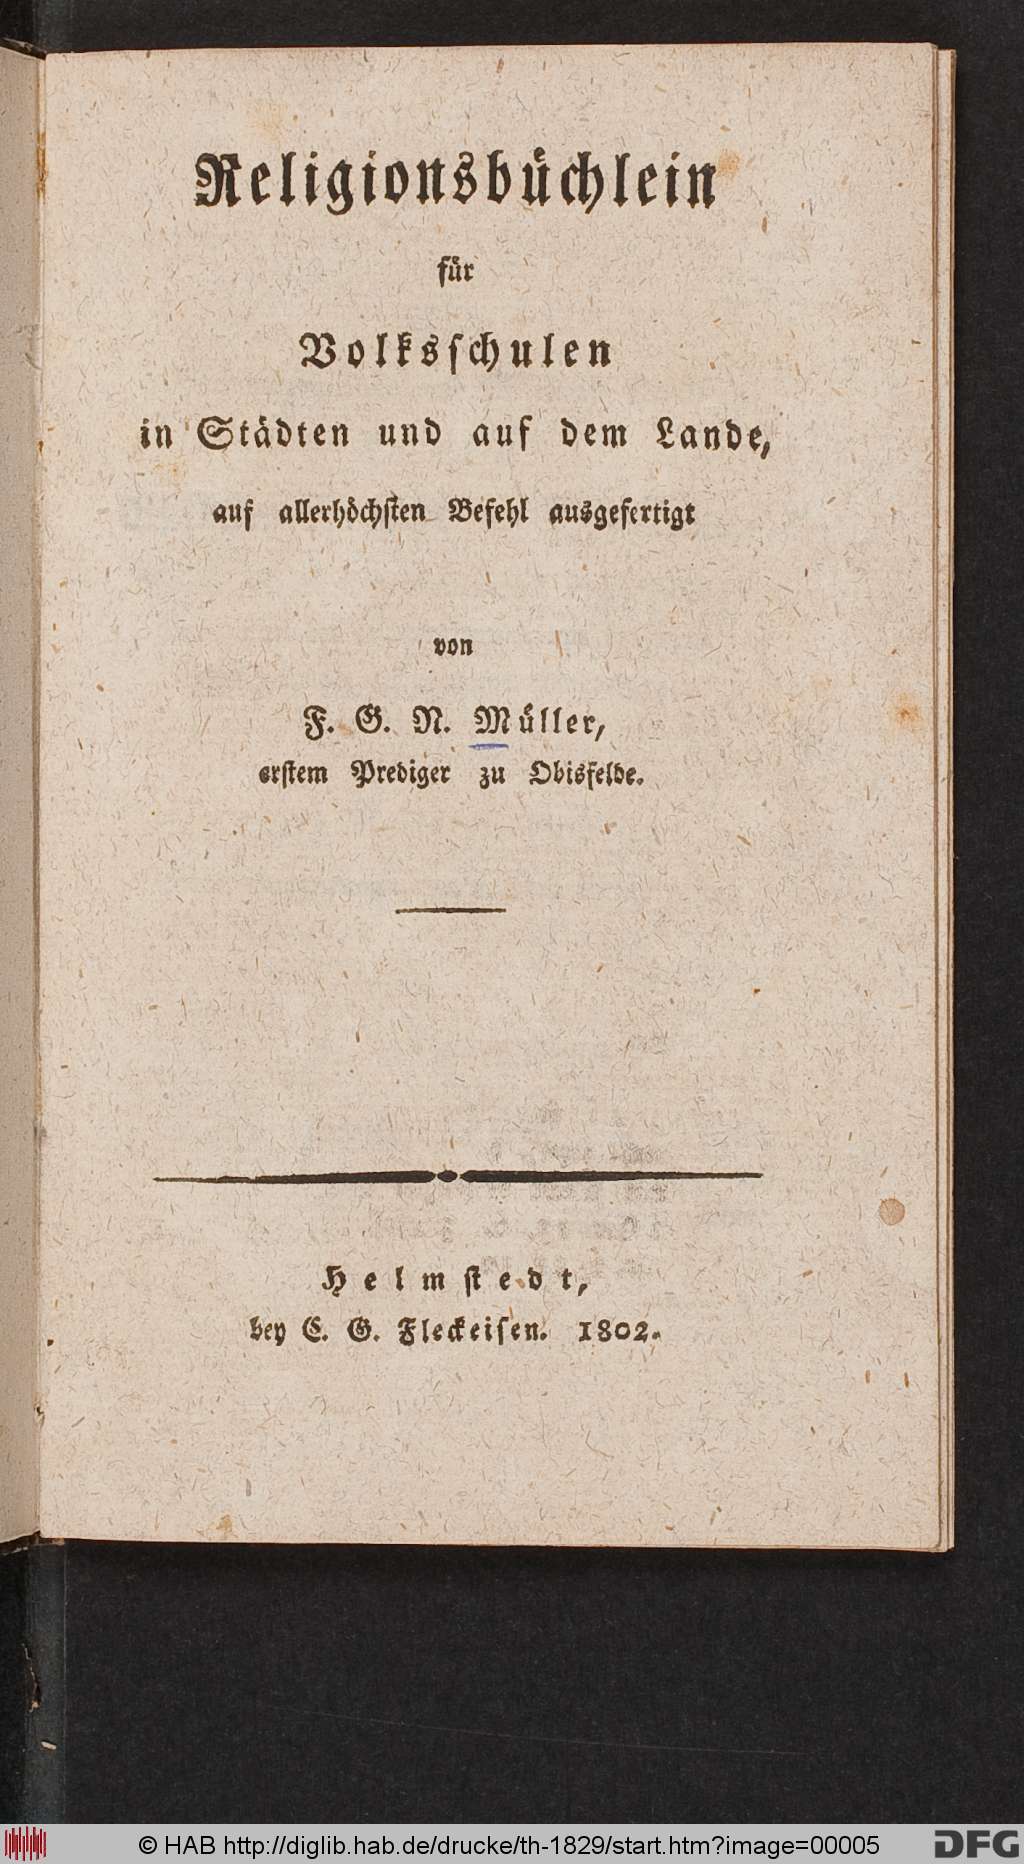 Religionsbüchlein
für
Volksschulen
in Städten und auf dem Lande,
auf allerhöchsten Befehl ausgefertigt
von
F. G. N. Müller,
erstem Prediger zu Obisfelde.
Helmstedt,
bey C. G. Fleckeisen. 1802.
© HAB http://diglib.hab.de/drucke/th-1829/start.htm?image=00005
DFG